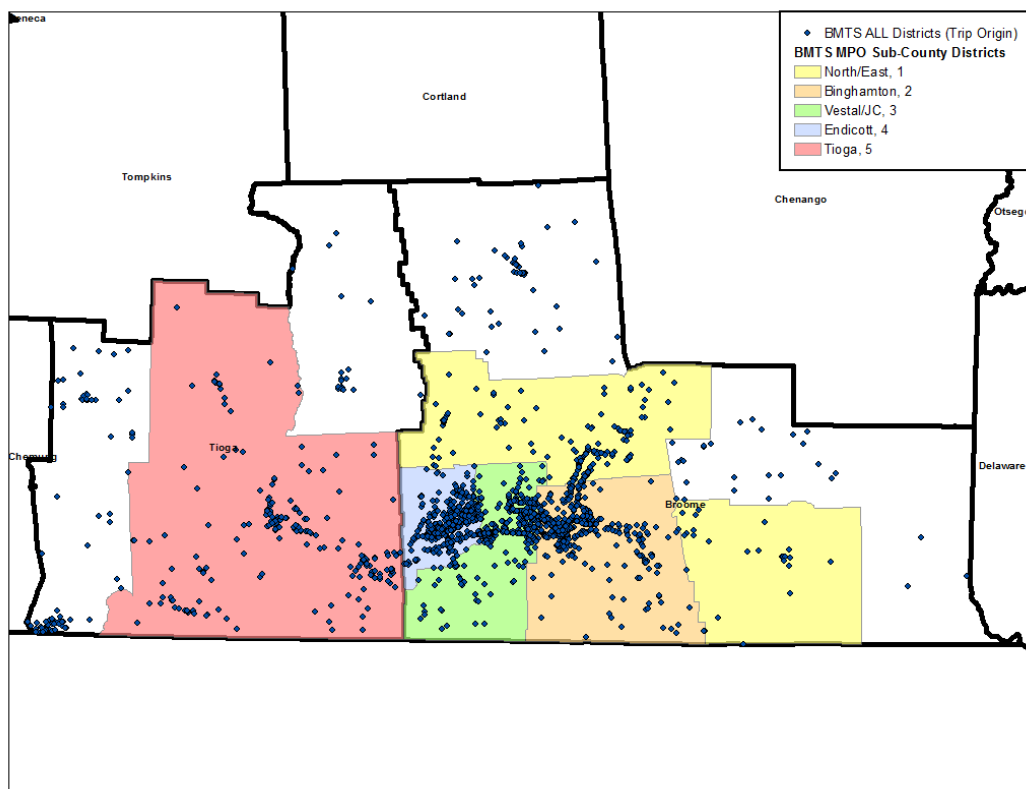 eneca
BMTS ALL Districts (Trip Origin)
BMTS MPO Sub-County Districts
North/East, 1
Binghamton, 2
Vestal/JC, 3
Endicott, 4
Tioga, 5
Cortland
Tompkins
Chenango
Otsego
Tioga
Chemung
Delaware
Broome